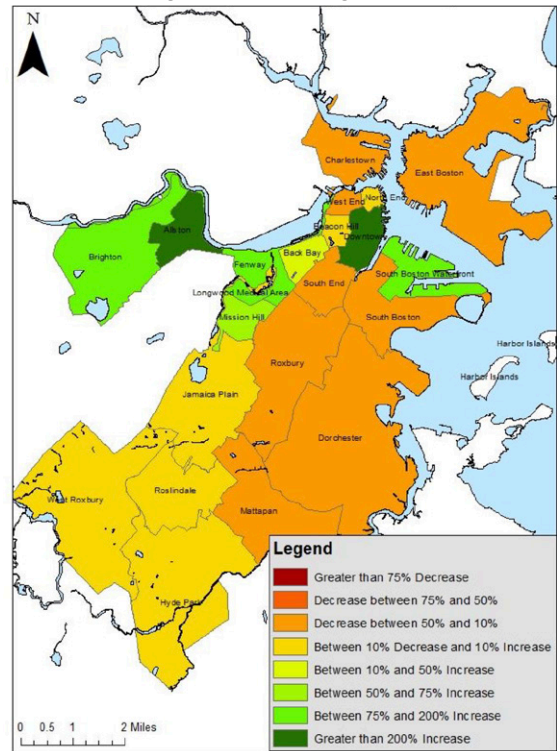 N
Charlestown
East Boston
West End
North End
Beacon Hill
Downtown
Allston
Brighton
Back Bay
Fenway
South Boston Waterfront
Longwood Medical Area
South End
Mission Hill
South Boston
Harbor Islands
Roxbury
Harbor Islands
Jamaica Plain
Dorchester
West Roxbury
Roslindale
Mattapan
Hyde Park
Legend
Greater than 75% Decrease
Decrease between 75% and 50%
Decrease between 50% and 10%
Between 10% Decrease and 10% Increase
Between 10% and 50% Increase
Between 50% and 75% Increase
Between 75% and 200% Increase
Greater than 200% Increase
0 0.5 1 2 Miles